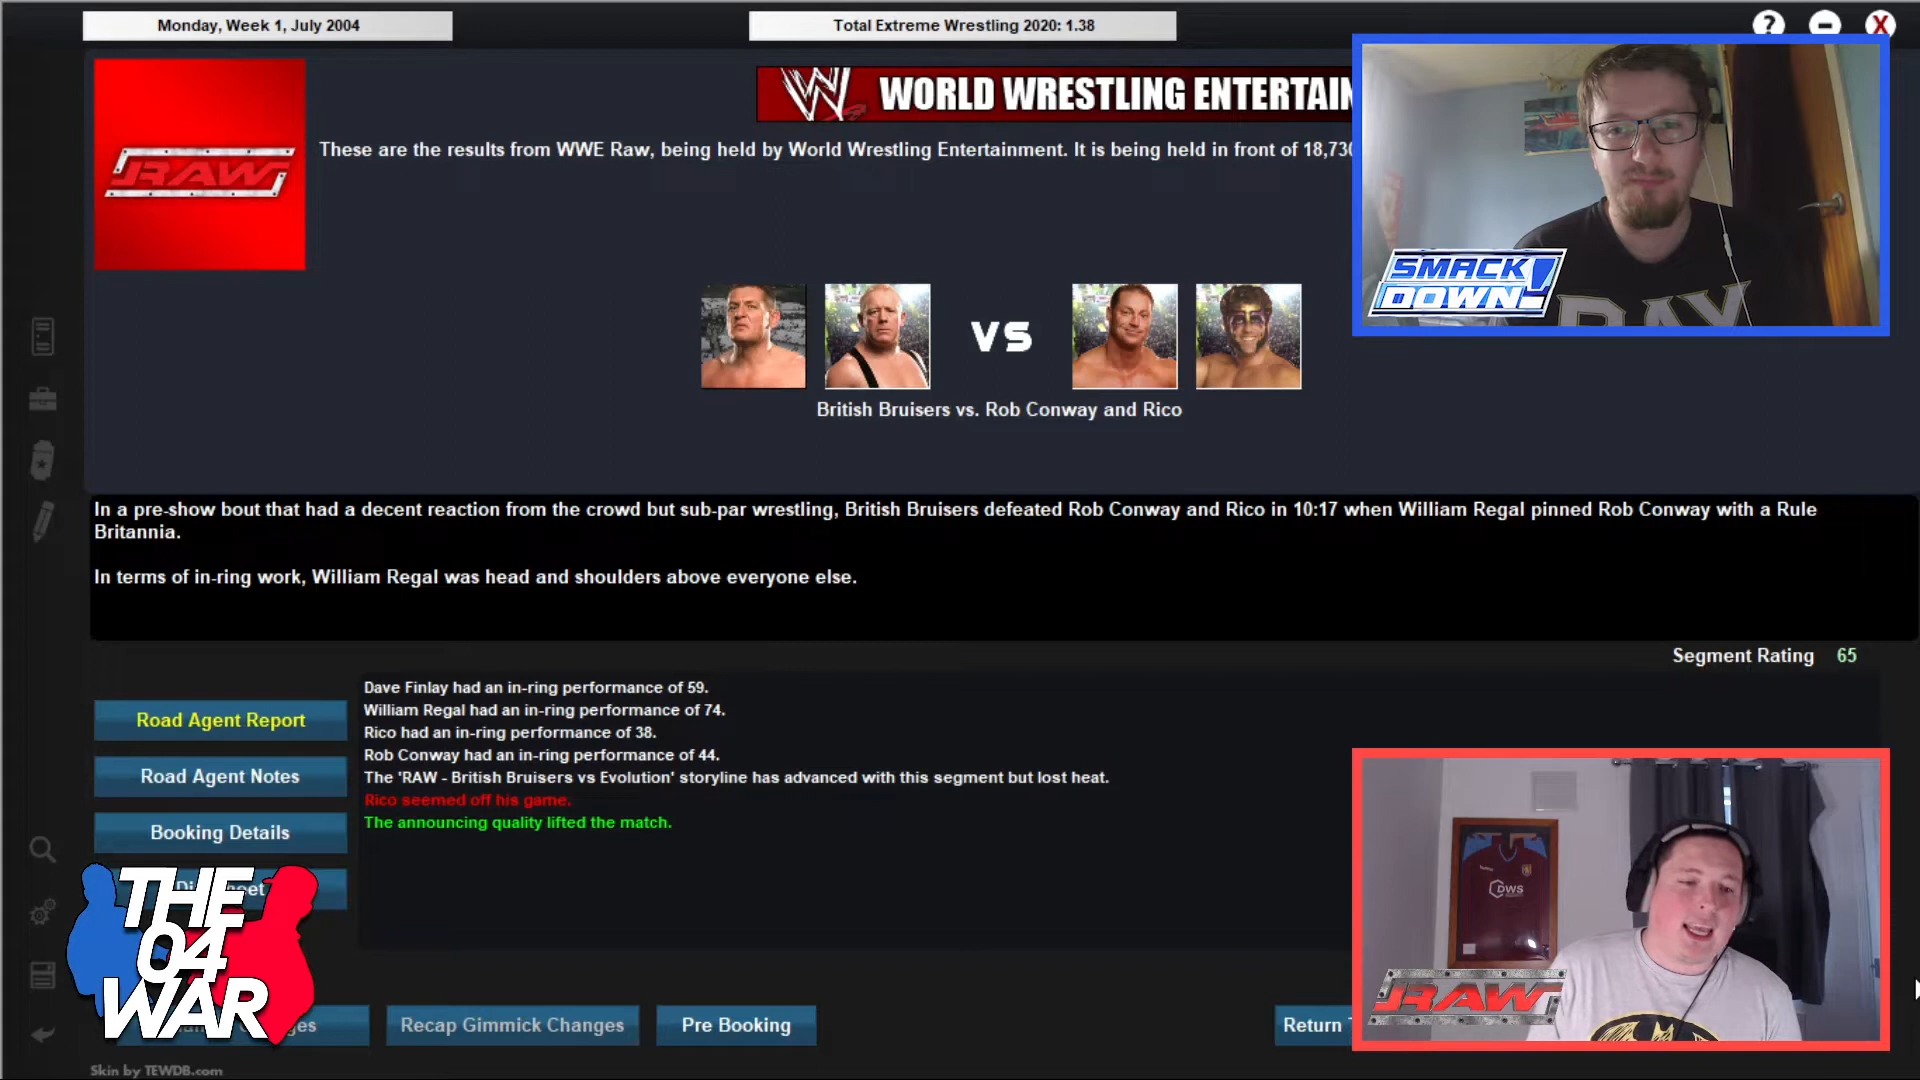 Monday, Week 1, July 2004
Total Extreme Wrestling 2020: 1.38
?
X
W WORLD WRESTLING ENTERTAIN
RAW
These are the results from WWE Raw, being held by World Wrestling Entertainment. It is being held in front of 18,730
SMACK
DOWN!
VS
British Bruisers vs. Rob Conway and Rico
In a pre-show bout that had a decent reaction from the crowd but sub-par wrestling, British Bruisers defeated Rob Conway and Rico in 10:17 when William Regal pinned Rob Conway with a Rule
Britannia.
In terms of in-ring work, William Regal was head and shoulders above everyone else.
Segment Rating 65
Road Agent Report
Road Agent Notes
Booking Details
Dave Finlay had an in-ring performance of 59.
William Regal had an in-ring performance of 74.
Rico had an in-ring performance of 38.
Rob Conway had an in-ring performance of 44.
The 'RAW - British Bruisers vs Evolution' storyline has advanced with this segment but lost heat.
Rico seemed off his game.
The announcing quality lifted the match.
DWS
RAW
THE
04
WAR
Recap Gimmick Changes
Pre Booking
Return
Skin by TEWDB.com